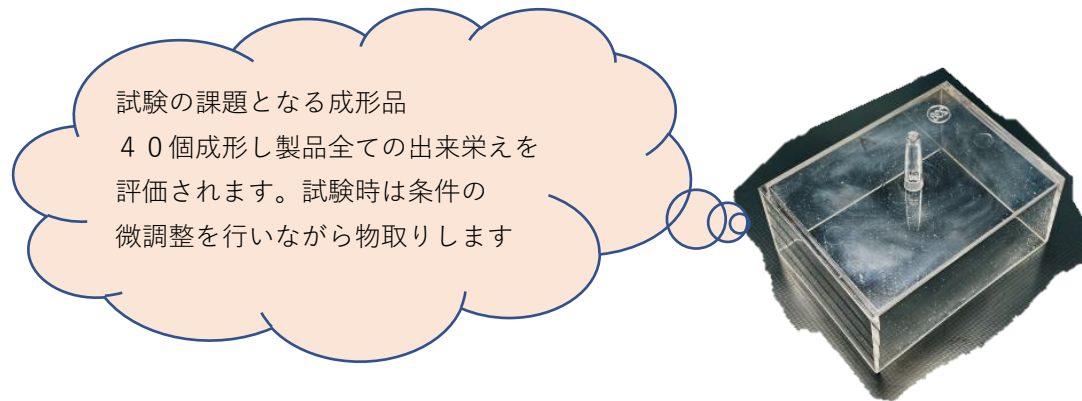 試験の課題となる成形品
４０個成形し製品全ての出来栄えを
評価されます。試験時は条件の
微調整を行いながら物取りします